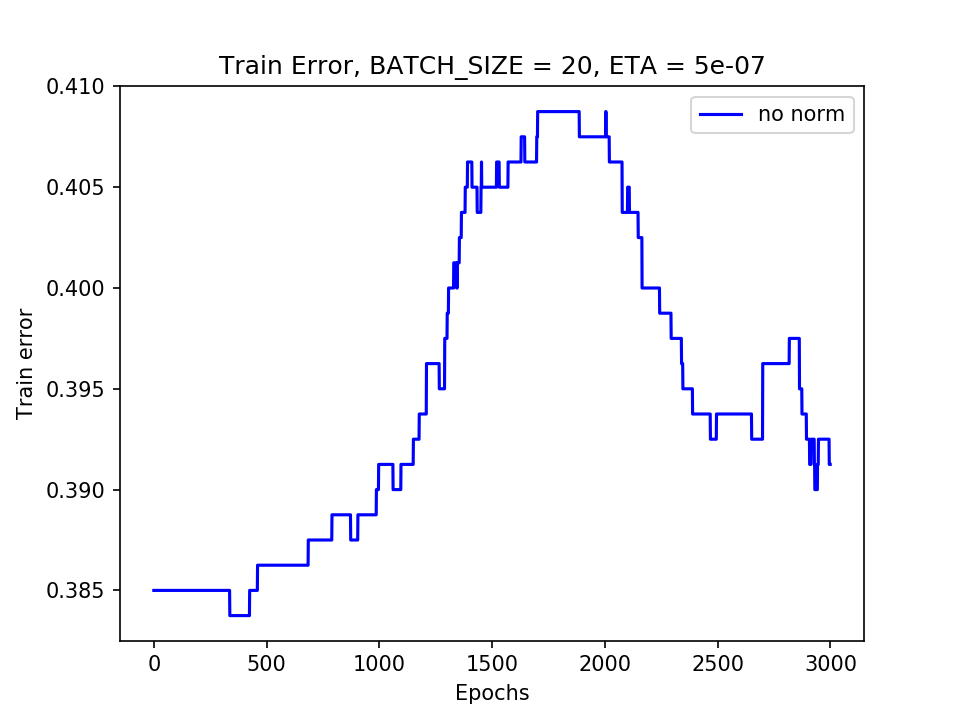 Train Error, BATCH_SIZE = 20, ETA = 5e-07
no norm
0.410
0.405
0.400
0.395
0.390
0.385
Train error
0 500 1000 1500 2000 2500 3000
Epochs